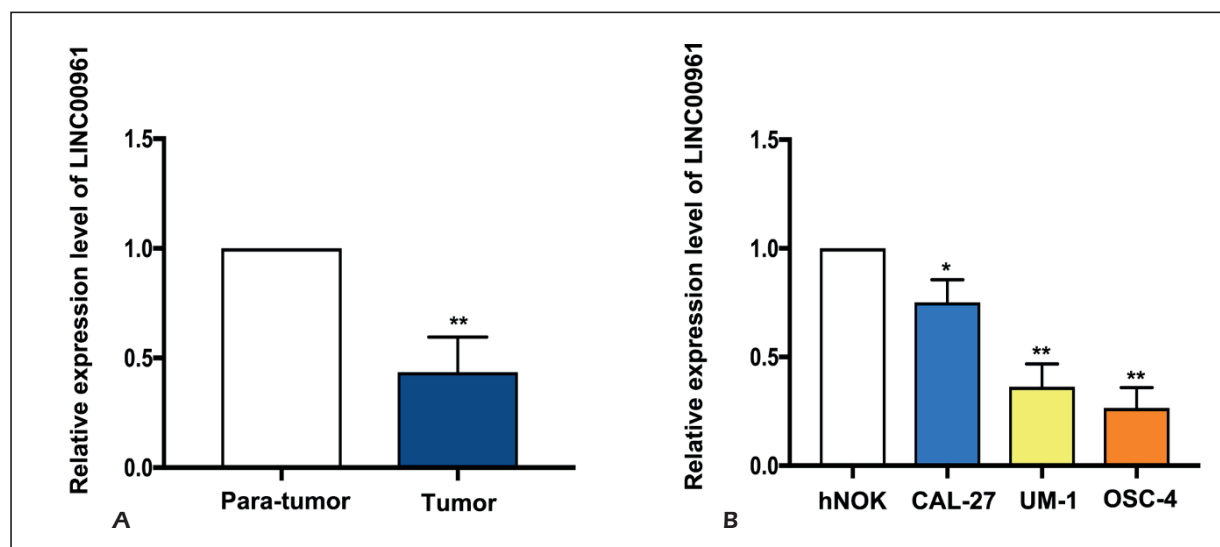 Relative expression level of LINC00961
1.5
1.0
0.5
0.0
**
Para-tumor
Tumor
A
Relative expression level of LINC00961
1.5
1.0
0.5
0.0
*
**
**
hNOK
CAL-27
UM-1
OSC-4
B